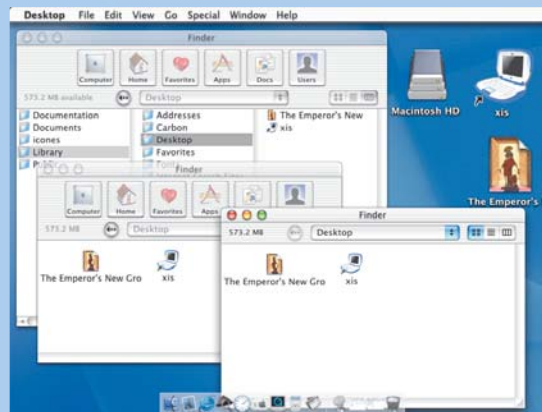 Desktop File Edit View Go Special Window Help
Finder
Computer Home Favorites Apps Docs Users
573.2 MB available Desktop
Documentation
Documents
icones
Library
Addresses
Carbon
Desktop
Favorites
The Emperor's New
xis
Macintosh HD
xis
The Emperor's
Finder
Computer Home Favorites Apps
573.2 MB Desktop
The Emperor's New Gro xis
Finder
573.2 MB Desktop
The Emperor's New Gro xis